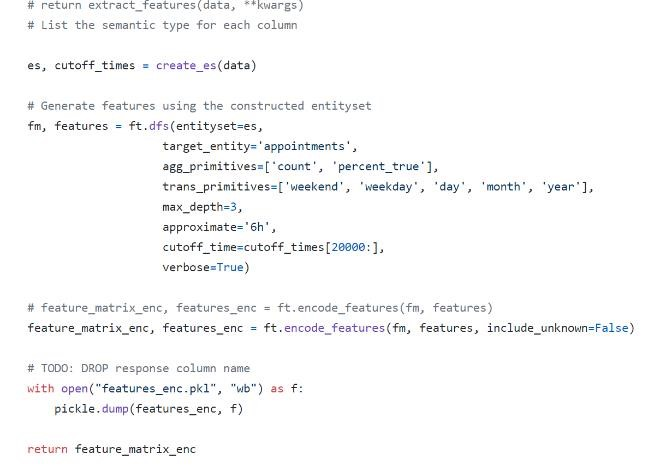 # return extract_features(data, **kwargs)
# List the semantic type for each column
es, cutoff_times = create_es(data)
# Generate features using the constructed entityset
fm, features = ft.dfs(entityset=es,
target_entity='appointments',
agg_primitives=['count', 'percent_true'],
trans_primitives=['weekend', 'weekday', 'day', 'month', 'year'],
max_depth=3,
approximate='6h',
cutoff_time=cutoff_times[20000:],
verbose=True)
# feature_matrix_enc, features_enc = ft.encode_features(fm, features)
feature_matrix_enc, features_enc = ft.encode_features(fm, features, include_unknown=False)
# TODO: DROP response column name
with open("features_enc.pkl", "wb") as f:
pickle.dump(features_enc, f)
return feature_matrix_enc